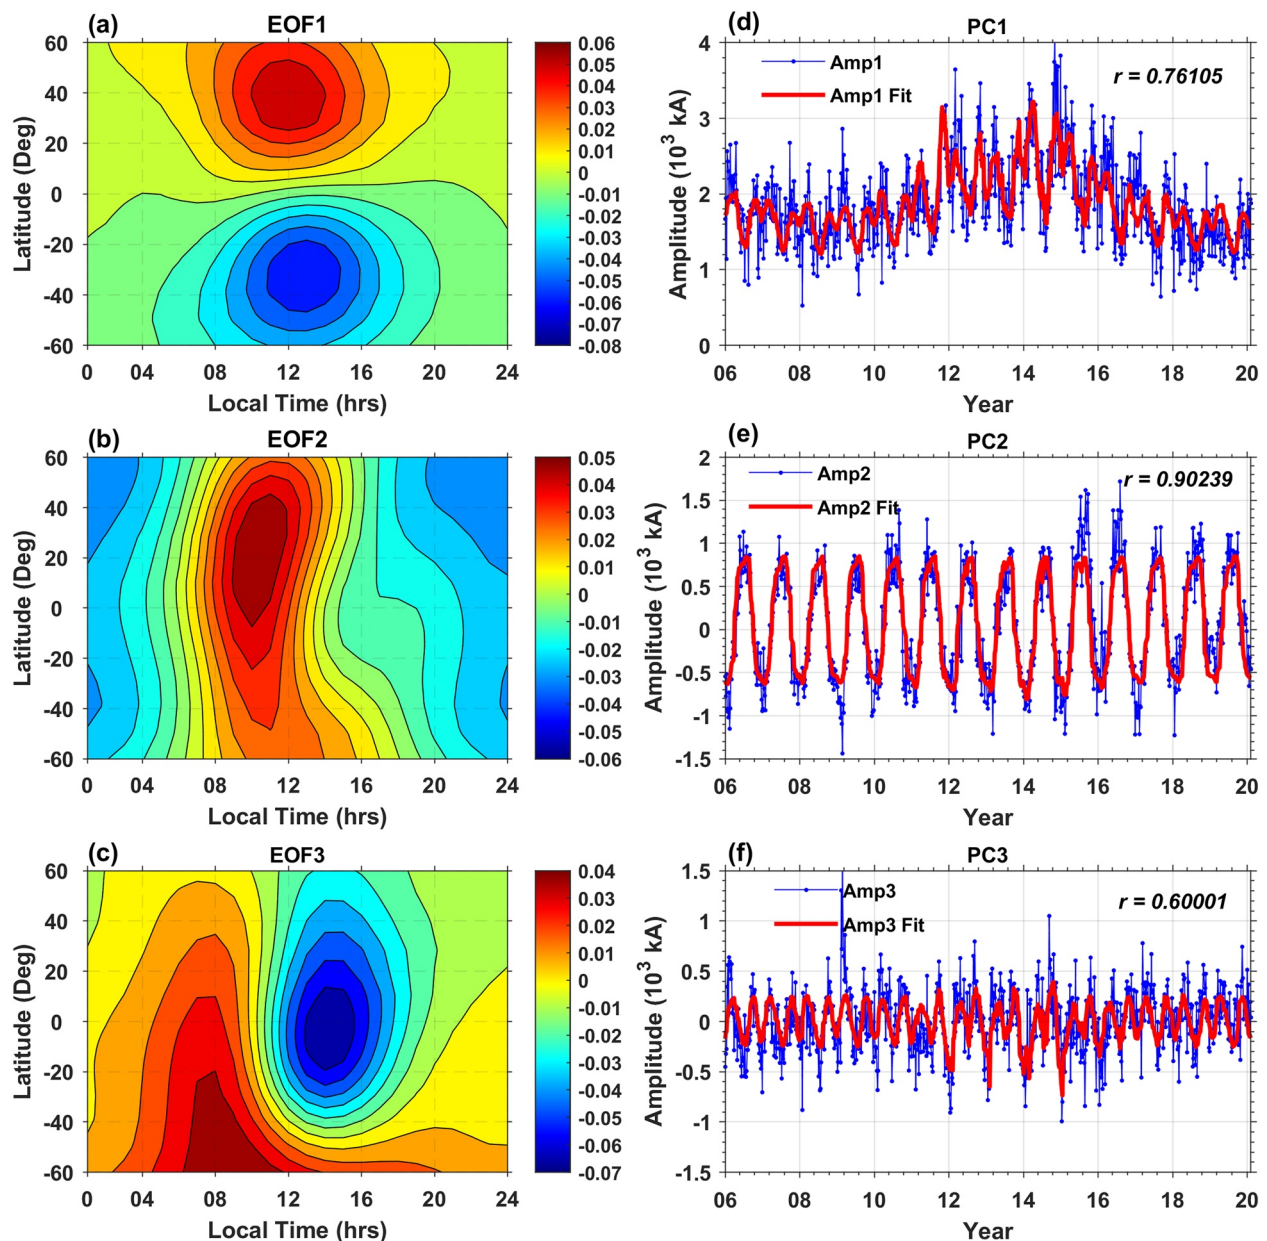 (a)
EOF1
60
40
20
0
-20
-40
-60
Latitude (Deg)
0 04 08 12 16 20 24
Local Time (hrs)
0.06
0.05
0.04
0.03
0.02
0.01
0
-0.01
-0.02
-0.03
-0.04
-0.05
-0.06
-0.07
-0.08
(d)
PC1
Amp1
Amp1 Fit
r = 0.76105
4
3
2
1
0
Amplitude (10³ kA)
06 08 10 12 14 16 18 20
Year
(b)
EOF2
60
40
20
0
-20
-40
-60
Latitude (Deg)
0 04 08 12 16 20 24
Local Time (hrs)
0.05
0.04
0.03
0.02
0.01
0
-0.01
-0.02
-0.03
-0.04
-0.05
-0.06
(e)
PC2
Amp2
Amp2 Fit
r = 0.90239
2
1.5
1
0.5
0
-0.5
-1
-1.5
Amplitude (10³ kA)
06 08 10 12 14 16 18 20
Year
(c)
EOF3
60
40
20
0
-20
-40
-60
Latitude (Deg)
0 04 08 12 16 20 24
Local Time (hrs)
0.04
0.03
0.02
0.01
0
-0.01
-0.02
-0.03
-0.04
-0.05
-0.06
-0.07
(f)
PC3
Amp3
Amp3 Fit
r = 0.60001
1.5
1
0.5
0
-0.5
-1
-1.5
Amplitude (10³ kA)
06 08 10 12 14 16 18 20
Year